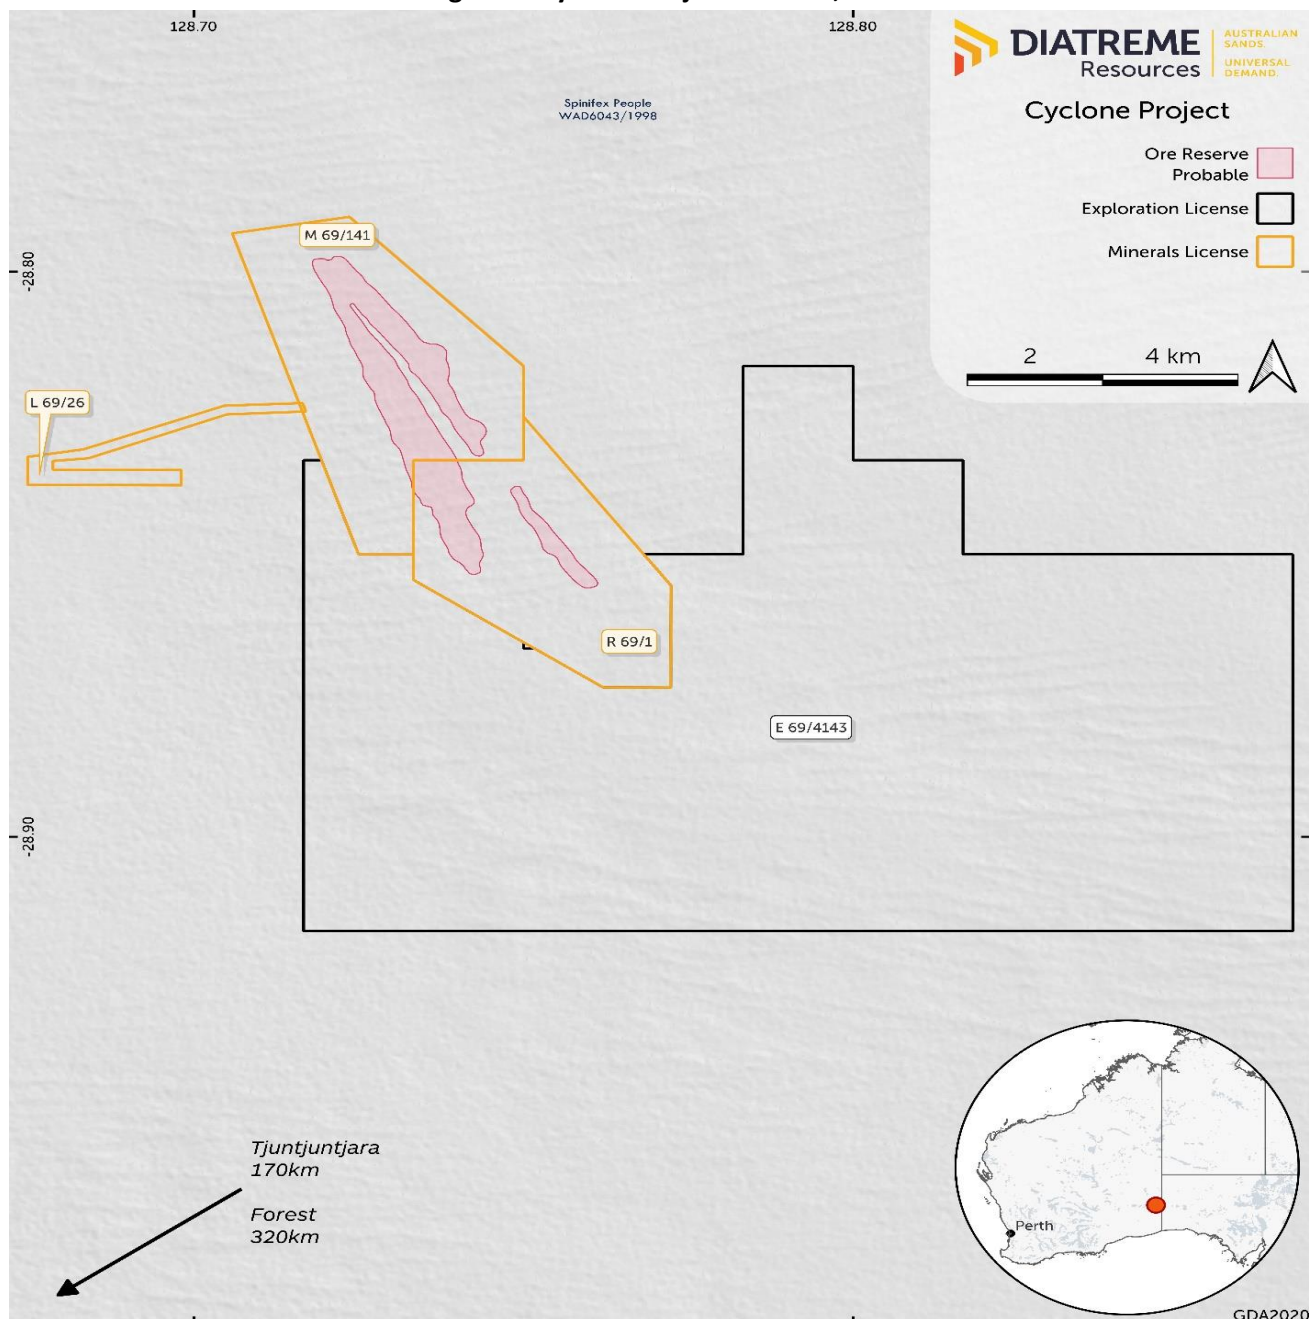 128.70
128.80
DIATREME
Resources
AUSTRALIAN
SANDS.
UNIVERSAL
DEMAND.
Cyclone Project
Ore Reserve
Probable
Exploration License
Minerals License
2
4 km
Spinifex People
WAD6043/1998
M 69/141
-28.80
L 69/26
R 69/1
E 69/4143
-28.90
Tjuntjuntjara
170km
Forest
320km
Perth
GDA2020